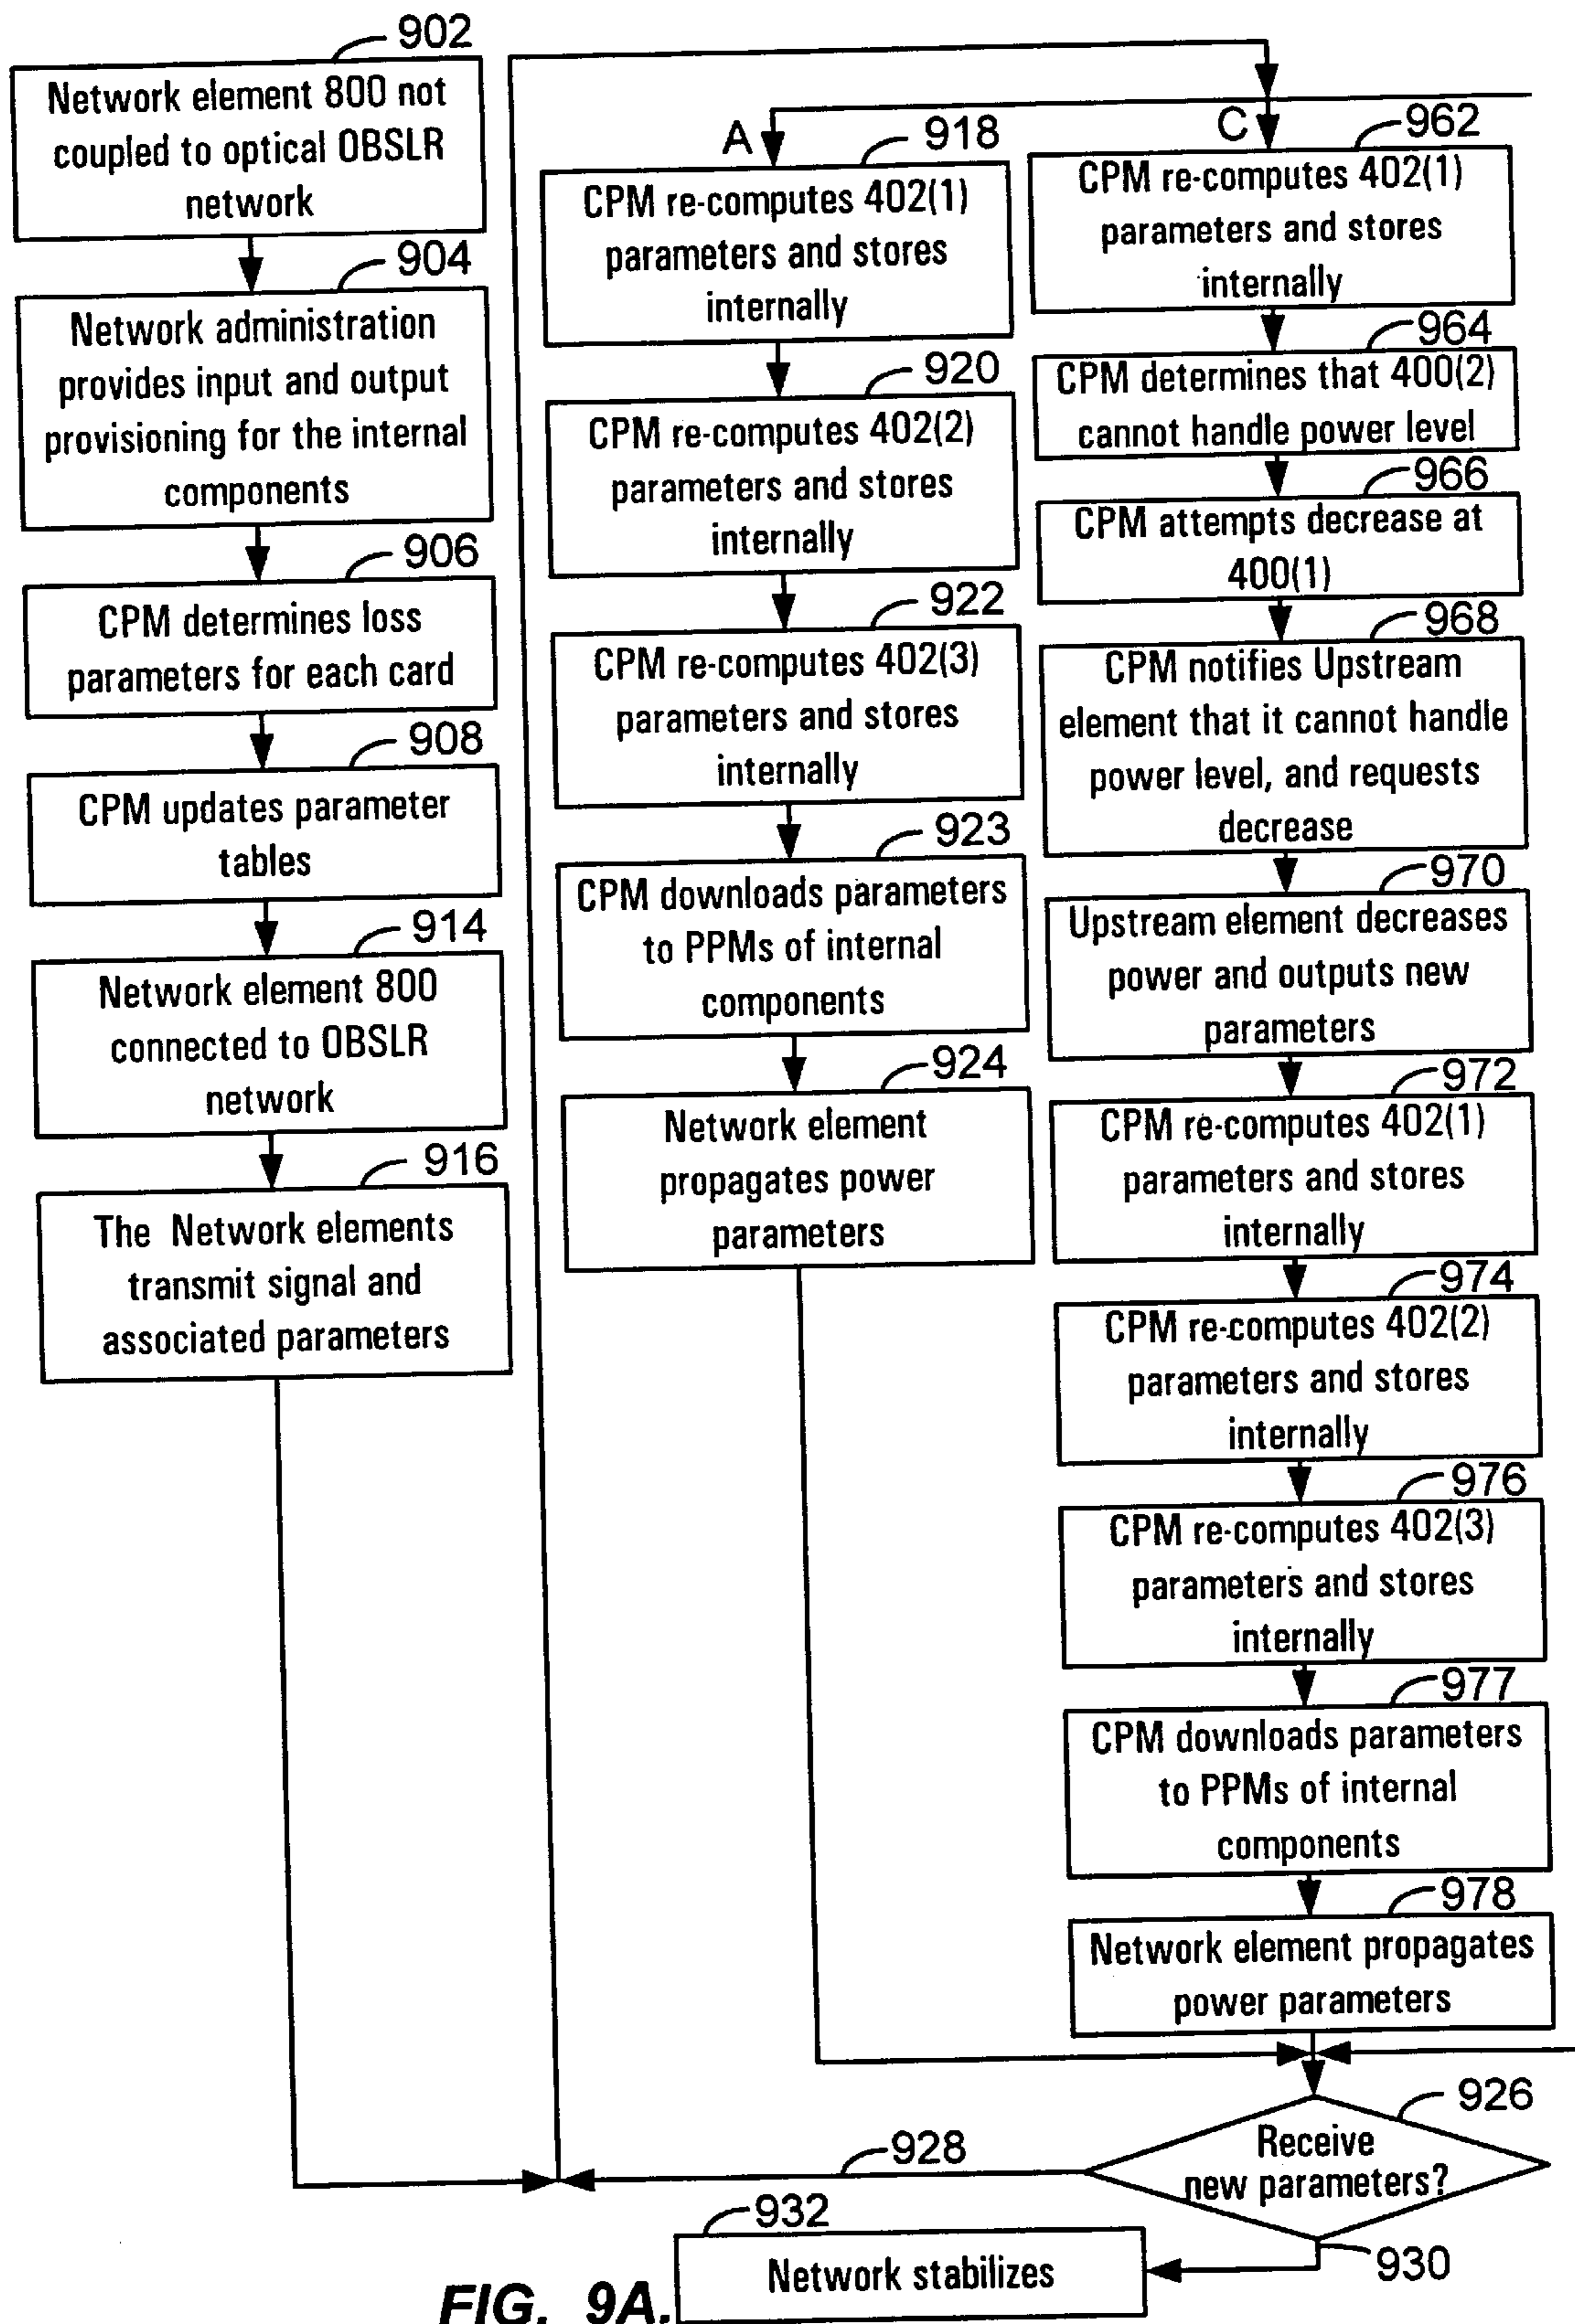 902
Network element 800 not
coupled to optical OBSLR
network
904
Network administration
provides input and output
provisioning for the internal
components
906
CPM determines loss
parameters for each card
908
CPM updates parameter
tables
914
Network element 800
connected to OBSLR
network
916
The Network elements
transmit signal and
associated parameters
A
918
CPM re-computes 402(1)
parameters and stores
internally
920
CPM re-computes 402(2)
parameters and stores
internally
922
CPM re-computes 402(3)
parameters and stores
internally
923
CPM downloads parameters
to PPMs of internal
components
924
Network element
propagates power
parameters
C
962
CPM re-computes 402(1)
parameters and stores
internally
964
CPM determines that 400(2)
cannot handle power level
966
CPM attempts decrease at
400(1)
968
CPM notifies Upstream
element that it cannot handle
power level, and requests
decrease
970
Upstream element decreases
power and outputs new
parameters
972
CPM re-computes 402(1)
parameters and stores
internally
974
CPM re-computes 402(2)
parameters and stores
internally
976
CPM re-computes 402(3)
parameters and stores
internally
977
CPM downloads parameters
to PPMs of internal
components
978
Network element propagates
power parameters
926
Receive
new parameters?
928
930
932
Network stabilizes
FIG. 9A.